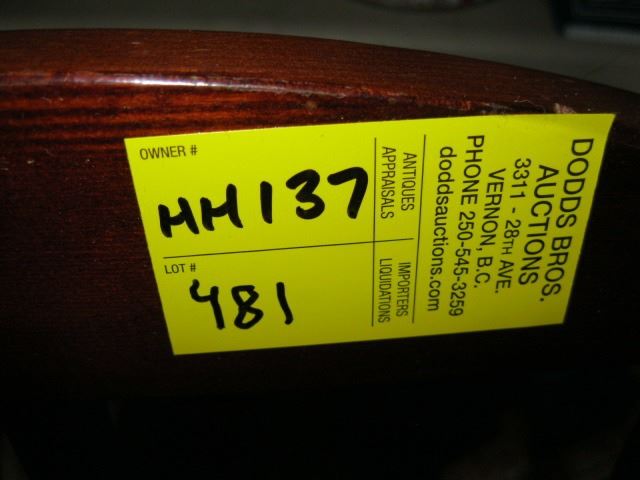 OWNER #
HH137
LOT #
481
ANTIQUES
APPRAISALS
IMPORTERS
LIQUIDATIONS
DODDS BROS.
AUCTIONS
3311 - 28TH AVE.
VERNON, B.C.
PHONE 250-545-3259
doddsauctions.com